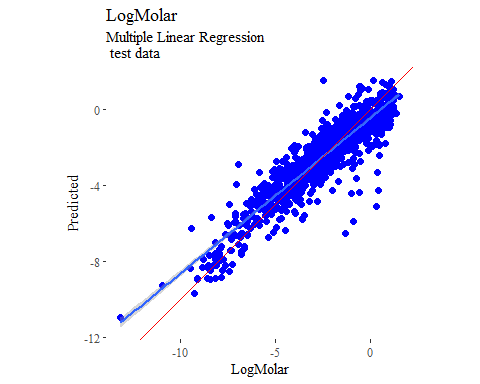 LogMolar
Multiple Linear Regression
test data
0
-4
-8
-12
Predicted
-10
-5
0
LogMolar